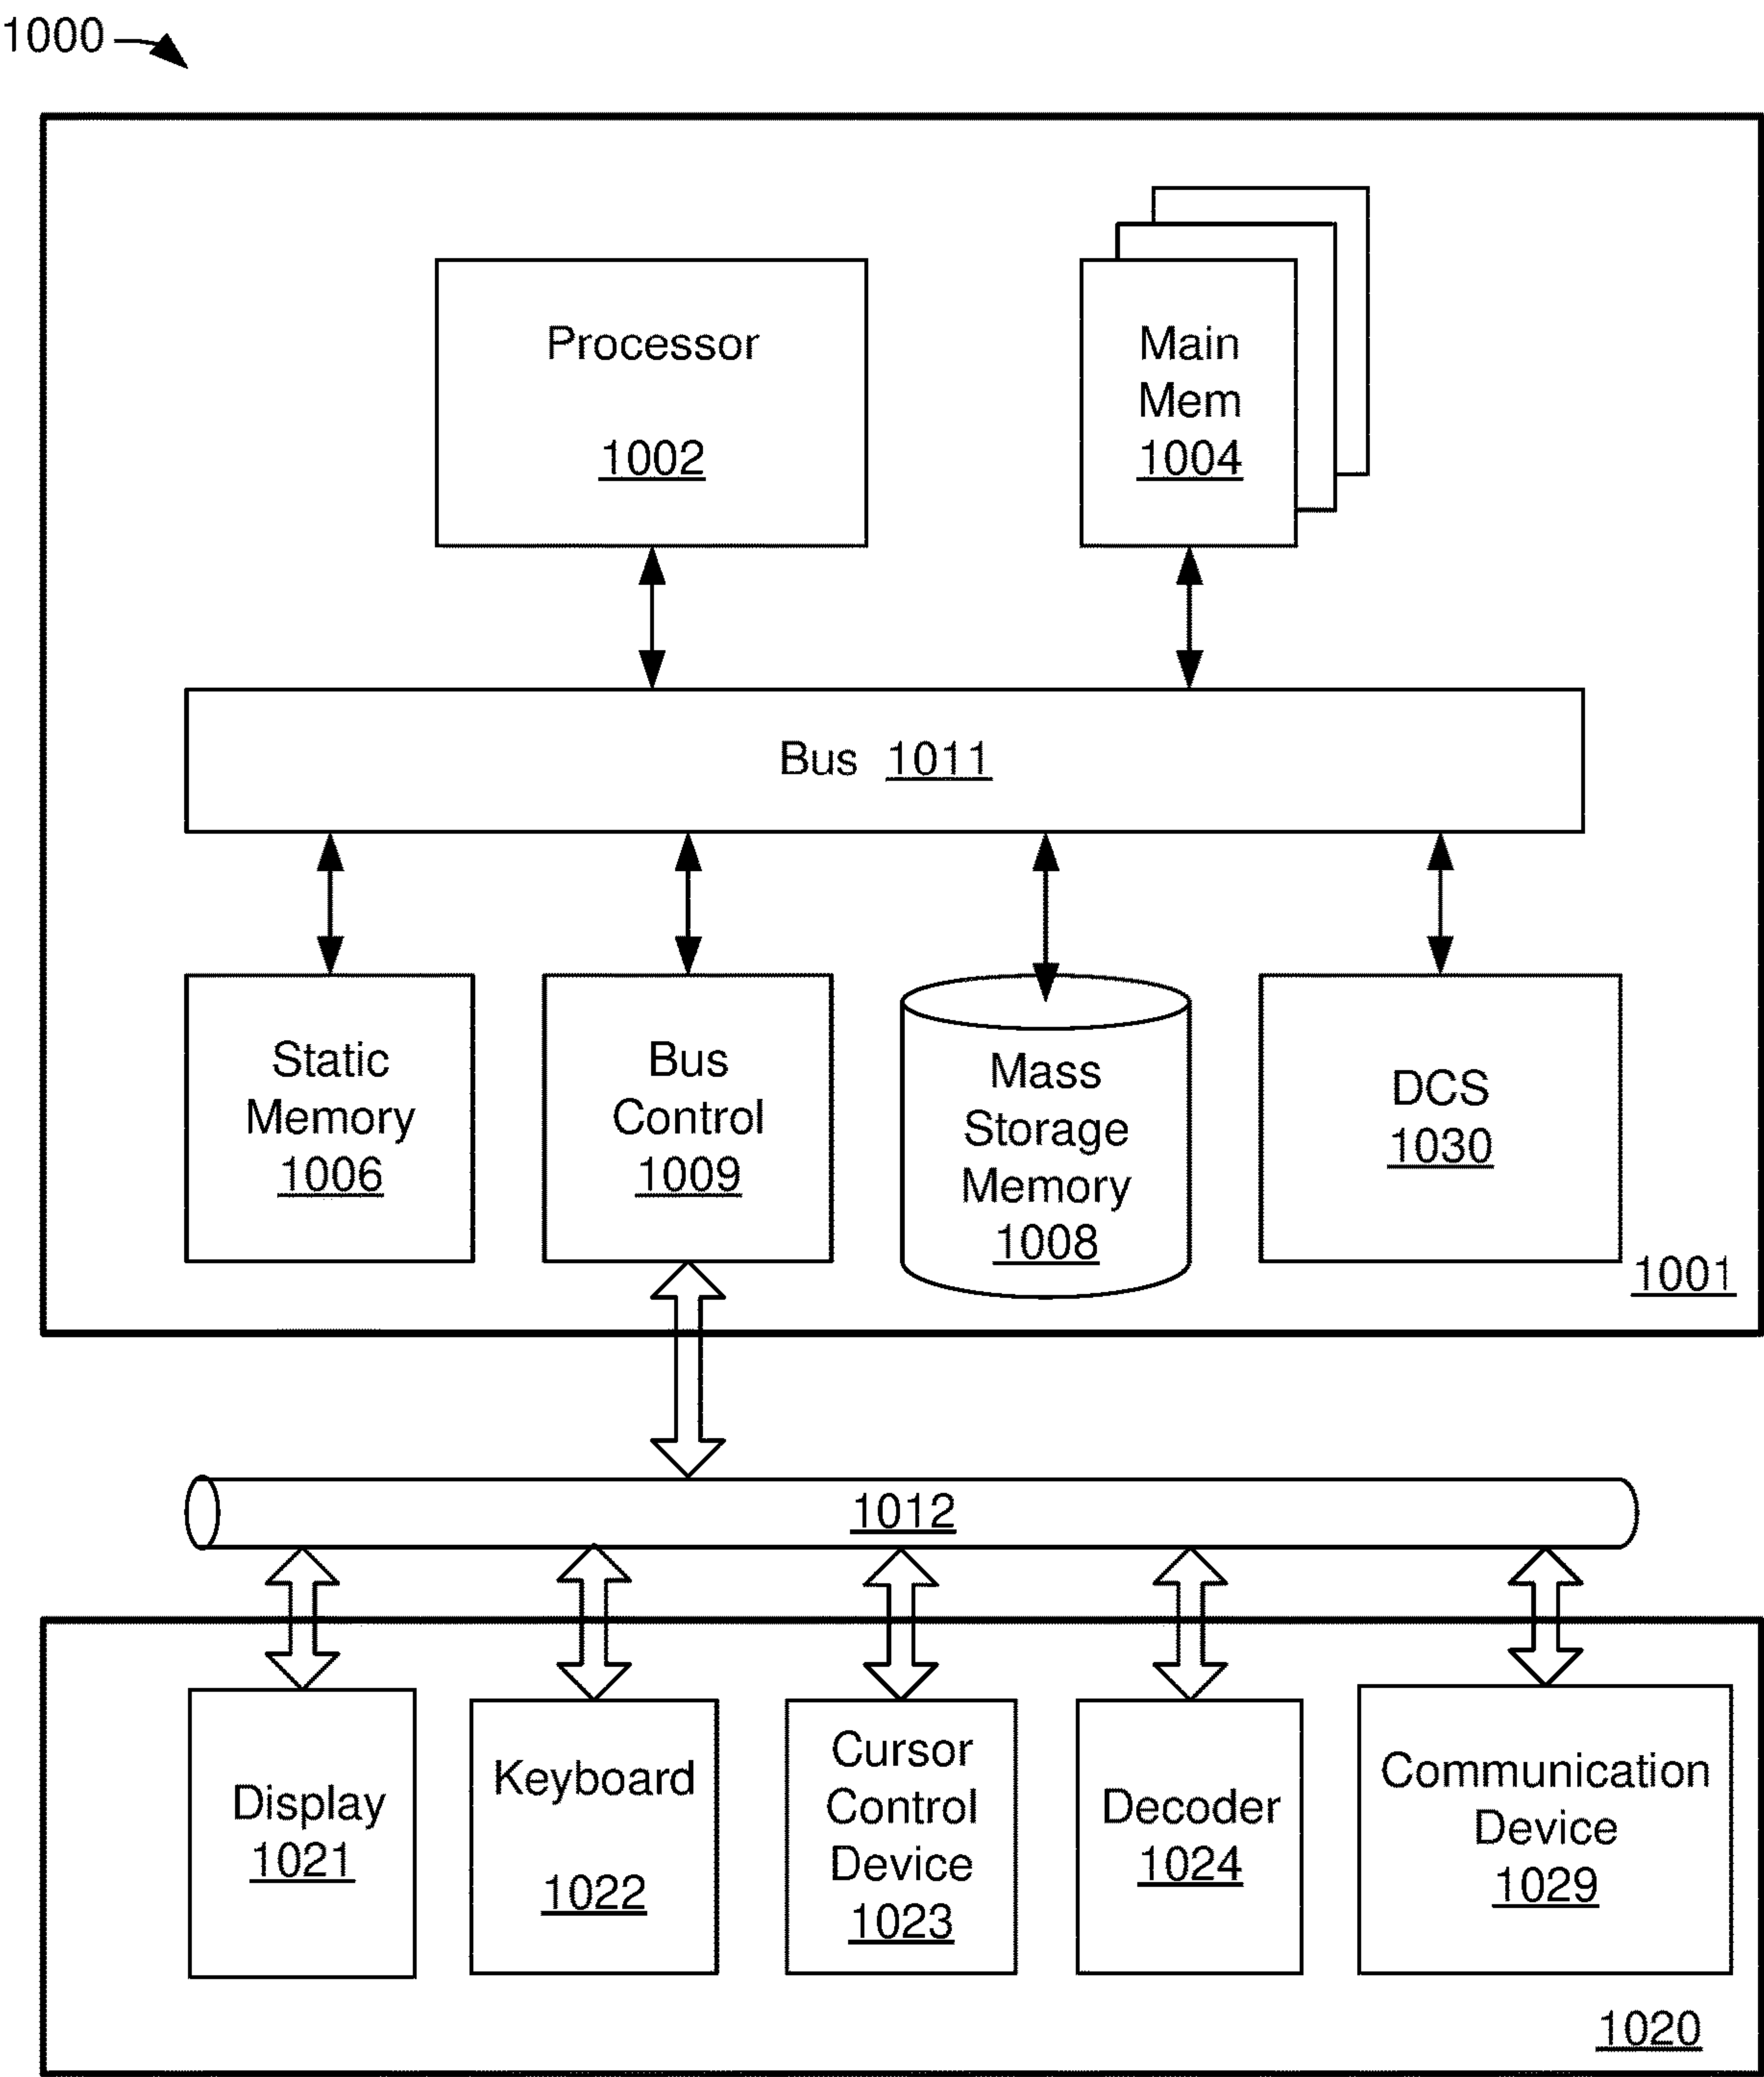 1000
Processor
1002
Main
Mem
1004
Bus 1011
Static
Memory
1006
Bus
Control
1009
Mass
Storage
Memory
1008
DCS
1030
1001
1012
Display
1021
Keyboard
1022
Cursor
Control
Device
1023
Decoder
1024
Communication
Device
1029
1020